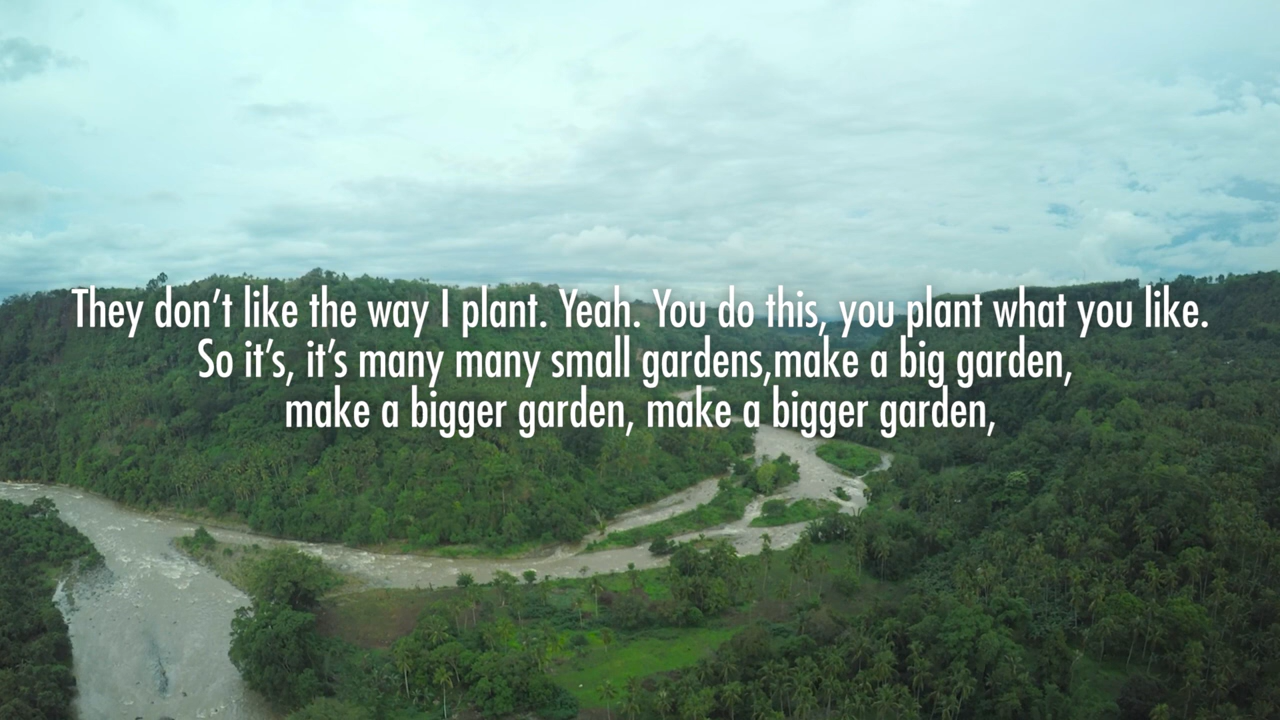 They don’t like the way I plant. Yeah. You do this, you plant what you like.
So it’s, it’s many many small gardens,make a big garden,
make a bigger garden, make a bigger garden,